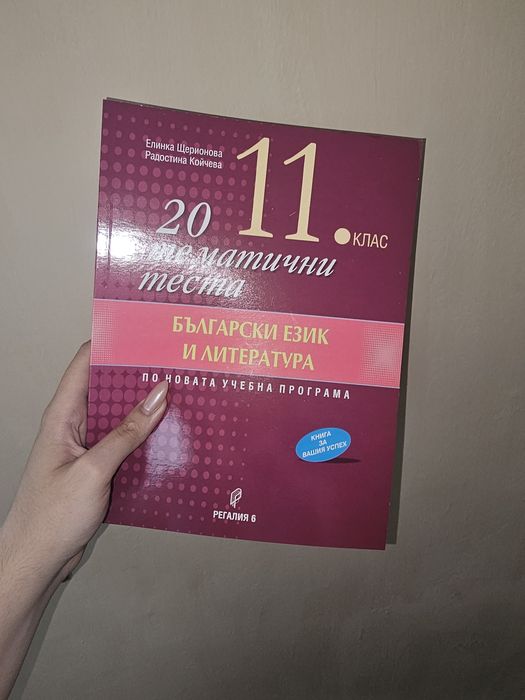 Елинка Щерионова
Радостина Койчева
11. КЛАС
20
тематични
теста
БЪЛГАРСКИ ЕЗИК
И ЛИТЕРАТУРА
ПО НОВАТА УЧЕБНА ПРОГРАМА
КНИГА
ЗА
ВАШИЯ УСПЕХ
РЕГАЛИЯ 6